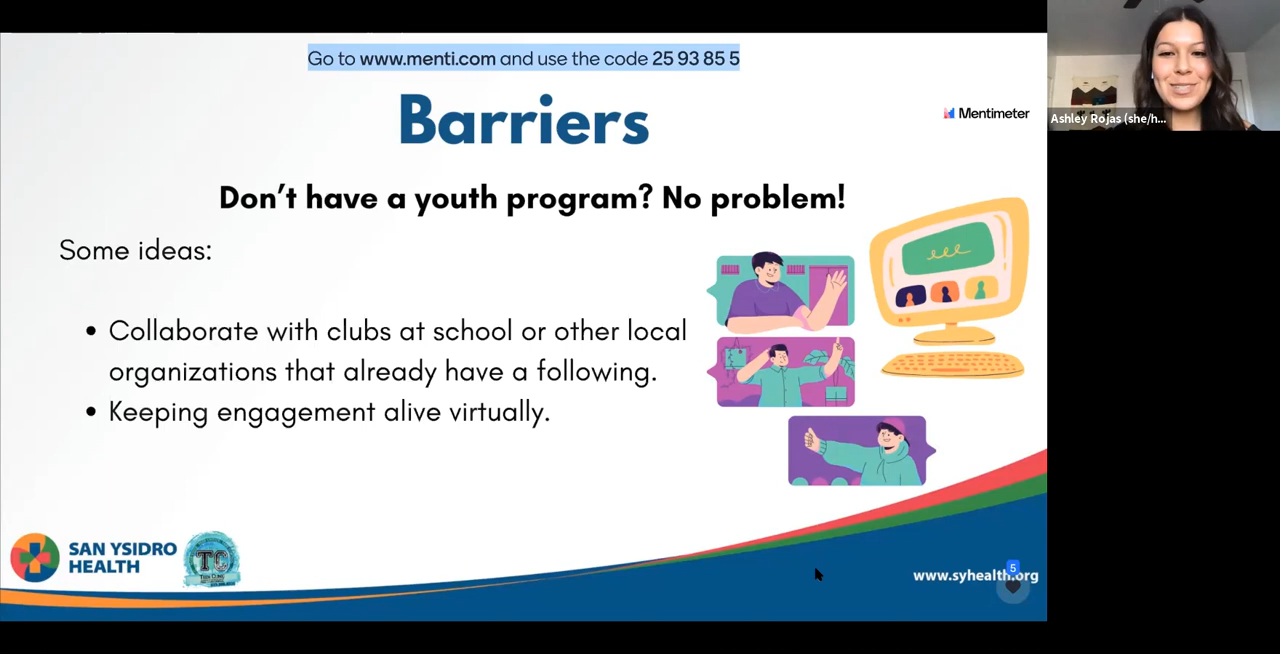 Go to www.menti.com and use the code 25 93 85 5
Barriers
Mentimeter
Ashley Rojas (she/h...
Don't have a youth program? No problem!
Some ideas:
• Collaborate with clubs at school or other local
organizations that already have a following.
• Keeping engagement alive virtually.
SAN YSIDRO
HEALTH
TC
www.syhealth.org
5